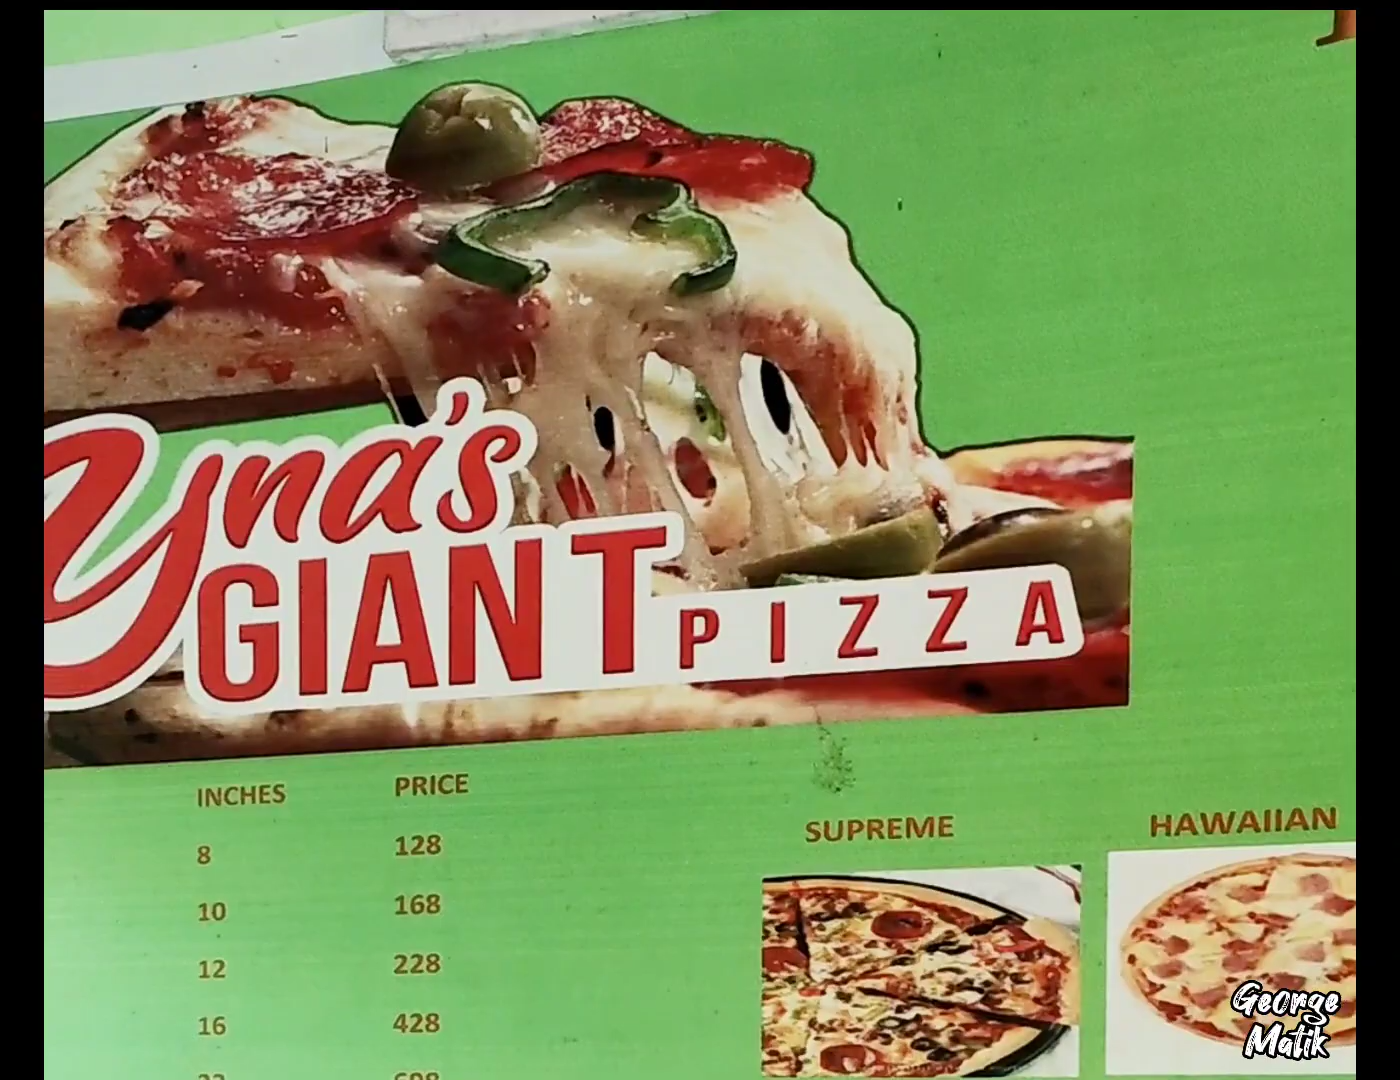 Yna's
GIANT PIZZA
INCHES PRICE
8 128
10 168
12 228
16 428
SUPREME
HAWAIIAN
George
Matik